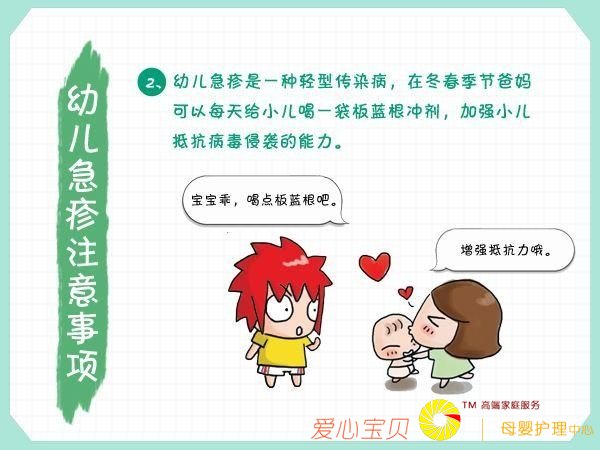 幼儿急疹注意事项
2、幼儿急疹是一种轻型传染病，在冬春季节爸妈
可以每天给小儿喝一袋板蓝根冲剂，加强小儿
抵抗病毒侵袭的能力。
宝宝乖，喝点板蓝根吧。
增强抵抗力哦。
TM 高端家庭服务
爱心宝贝 母婴护理中心